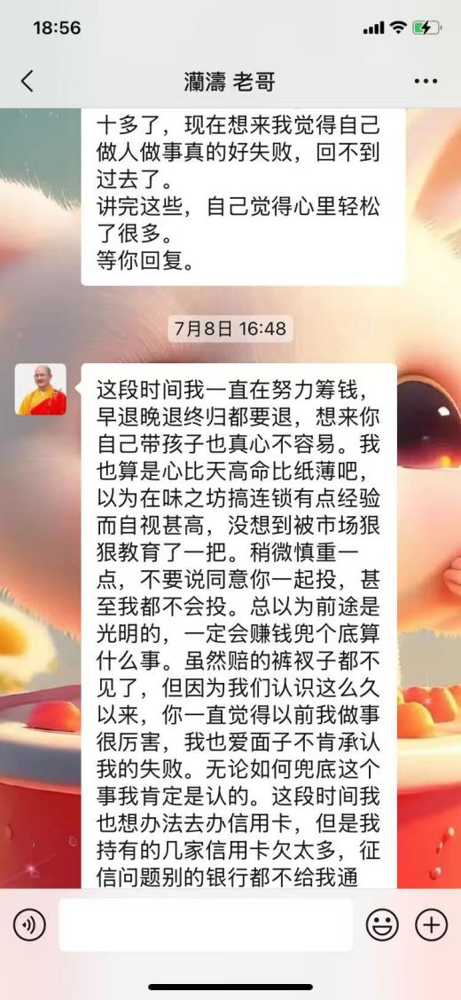 18:56
灡濤 老哥
十多了，现在想来我觉得自己
做人做事真的好失败，回不到
过去了。
讲完这些，自己觉得心里轻松
了很多。
等你回复。
7月8日 16:48
这段时间我一直在努力筹钱，
早退晚退终归都要退，想来你
自己带孩子也真心不容易。我
也算是心比天高命比纸薄吧，
以为在味之坊搞连锁有点经验
而自视甚高，没想到被市场狠
狠教育了一把。稍微慎重一
点，不要说同意你一起投，甚
至我都不会投。总以为前途是
光明的，一定会赚钱兜个底算
什么事。虽然赔的裤衩子都不
见了，但因为我们认识这么久
以来，你一直觉得以前我做事
很厉害，我也爱面子不肯承认
我的失败。无论如何兜底这个
事我肯定是认的。这段时间我
也想办法去办信用卡，但是我
持有的几家信用卡欠太多，征
信问题别的银行都不给我通